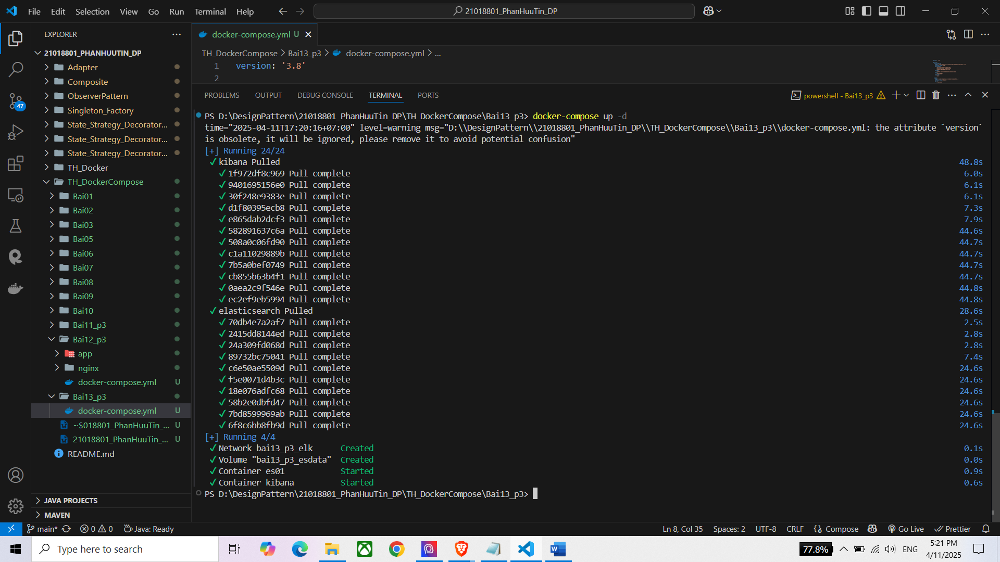 File Edit Selection View Go Run Terminal Help
21018801_PhanHuuTin_DP
EXPLORER
21018801_PHANHUUTIN_DP
Adapter
Composite
ObserverPattern
Singleton_Factory
State_Strategy_Decorator...
State_Strategy_Decorator...
State_Strategy_Decorator...
TH_Docker
TH_DockerCompose
Bai01
Bai02
Bai03
Bai05
Bai06
Bai07
Bai08
Bai09
Bai10
Bai11_p3
Bai12_p3
app
nginx
docker-compose.yml U
Bai13_p3
docker-compose.yml U
~$018801_PhanHuuTin_... U
21018801_PhanHuuTin_... U
README.md
JAVA PROJECTS
MAVEN
47
docker-compose.yml U
TH_DockerCompose > Bai13_p3 > docker-compose.yml > ...
1 version: '3.8'
2
PROBLEMS OUTPUT DEBUG CONSOLE TERMINAL PORTS
powershell - Bai13_p3
PS D:\DesignPattern\21018801_PhanHuuTin_DP\TH_DockerCompose\Bai13_p3> docker-compose up -d
time="2025-04-11T17:20:16+07:00" level=warning msg="D:\\DesignPattern\\21018801_PhanHuuTin_DP\\TH_DockerCompose\\Bai13_p3\\docker-compose.yml: the attribute `version`
is obsolete, it will be ignored, please remove it to avoid potential confusion"
[+] Running 24/24
✓ kibana Pulled 48.8s
✓ 1f972df8c969 Pull complete 6.0s
✓ 9401695156e0 Pull complete 6.1s
✓ 30f248e9383e Pull complete 6.1s
✓ d1f80395ecb8 Pull complete 7.3s
✓ e865dab2dcf3 Pull complete 7.9s
✓ 582891637c6a Pull complete 44.6s
✓ 508a0c06fd90 Pull complete 44.7s
✓ c1a11029889b Pull complete 44.7s
✓ 7b5a0bef0749 Pull complete 44.7s
✓ cb855b63b4f1 Pull complete 44.7s
✓ 0aea2c9f546e Pull complete 44.8s
✓ ec2ef9eb5994 Pull complete 44.8s
✓ elasticsearch Pulled 28.6s
✓ 70db4e7a2af7 Pull complete 2.5s
✓ 2415dd8144ed Pull complete 2.8s
✓ 24a309fd068d Pull complete 2.8s
✓ 89732bc75041 Pull complete 7.4s
✓ c6e50ae5509d Pull complete 24.6s
✓ f5e0071d4b3c Pull complete 24.6s
✓ 18e076adfc68 Pull complete 24.6s
✓ 58b2e0dbfd47 Pull complete 24.6s
✓ 7bd8599969ab Pull complete 24.6s
✓ 6f8c6bb8fb9d Pull complete 24.6s
[+] Running 4/4
✓ Network bai13_p3_elk Created 0.1s
✓ Volume "bai13_p3_esdata" Created 0.0s
✓ Container es01 Started 0.9s
✓ Container kibana Started 0.6s
PS D:\DesignPattern\21018801_PhanHuuTin_DP\TH_DockerCompose\Bai13_p3>
main* 0 0 Java: Ready
Ln 8, Col 35 Spaces: 2 UTF-8 CRLF Compose Go Live Prettier
Type here to search
77.8% ENG
5:21 PM
4/11/2025